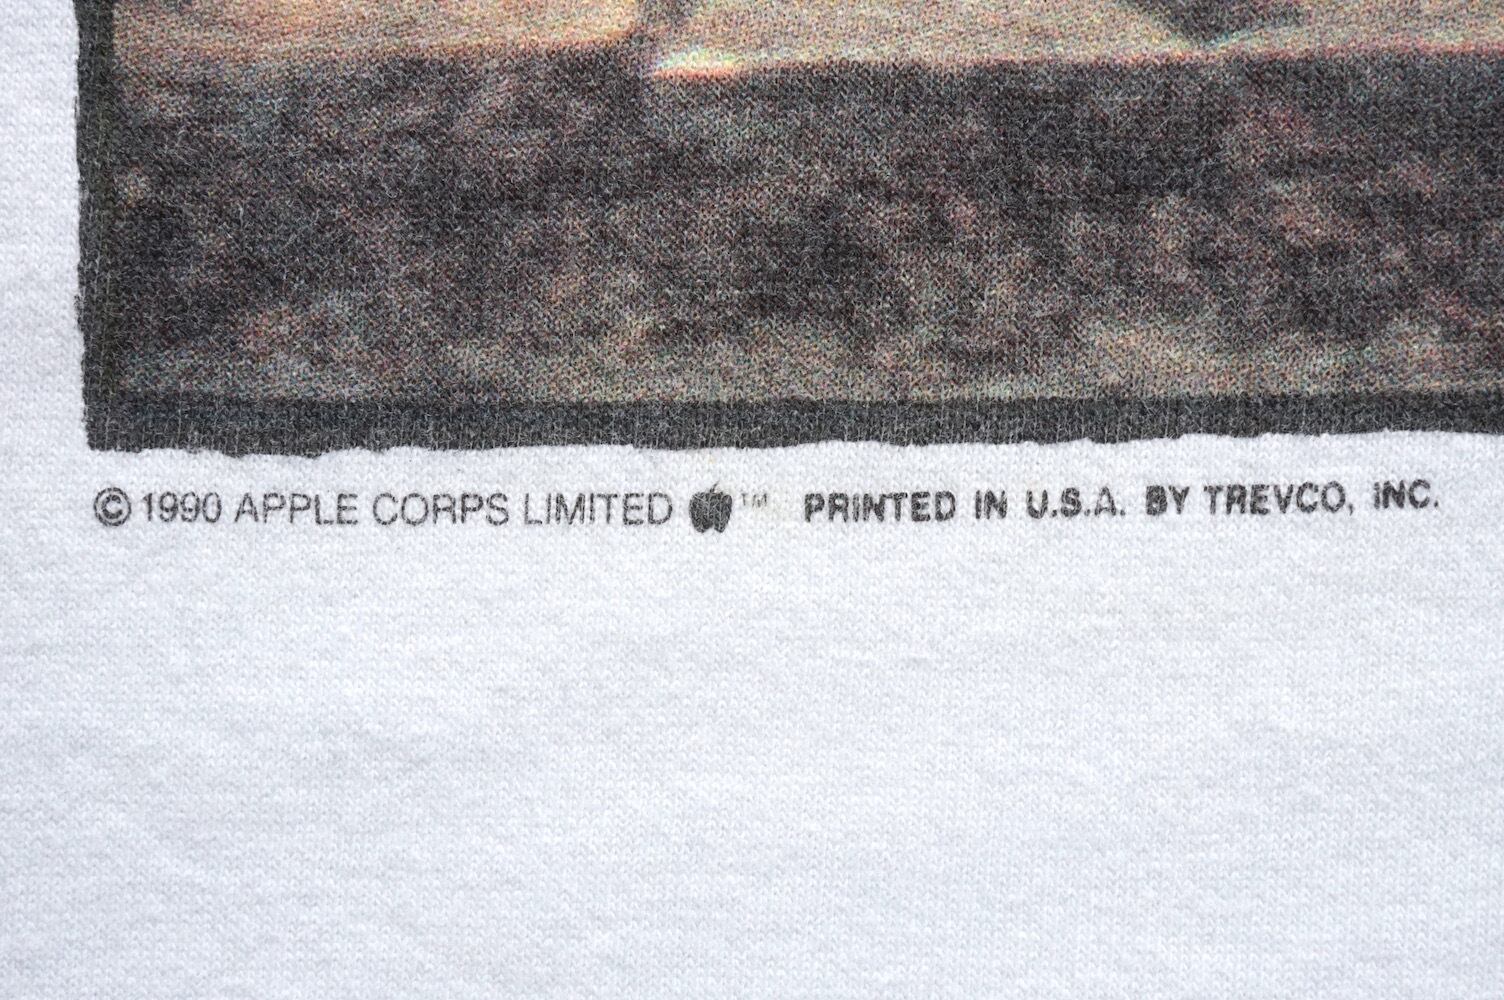 © 1990 APPLE CORPS LIMITED ™ PRINTED IN U.S.A. BY TREVCO, INC.